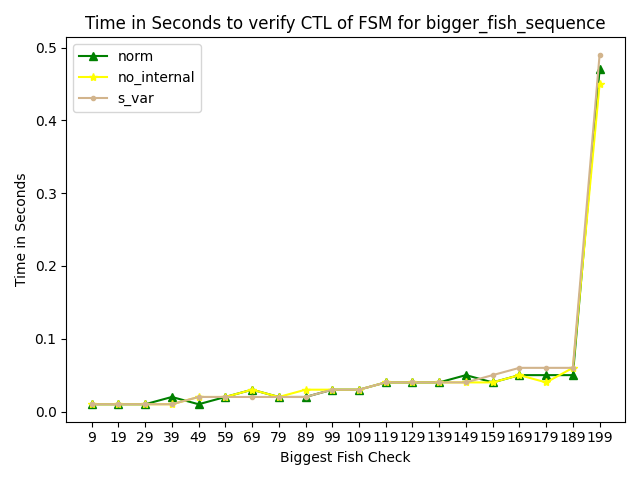 Time in Seconds to verify CTL of FSM for bigger_fish_sequence
norm
no_internal
s_var
Time in Seconds
0.5
0.4
0.3
0.2
0.1
0.0
9 19 29 39 49 59 69 79 89 99 109 119 129 139 149 159 169 179 189 199
Biggest Fish Check